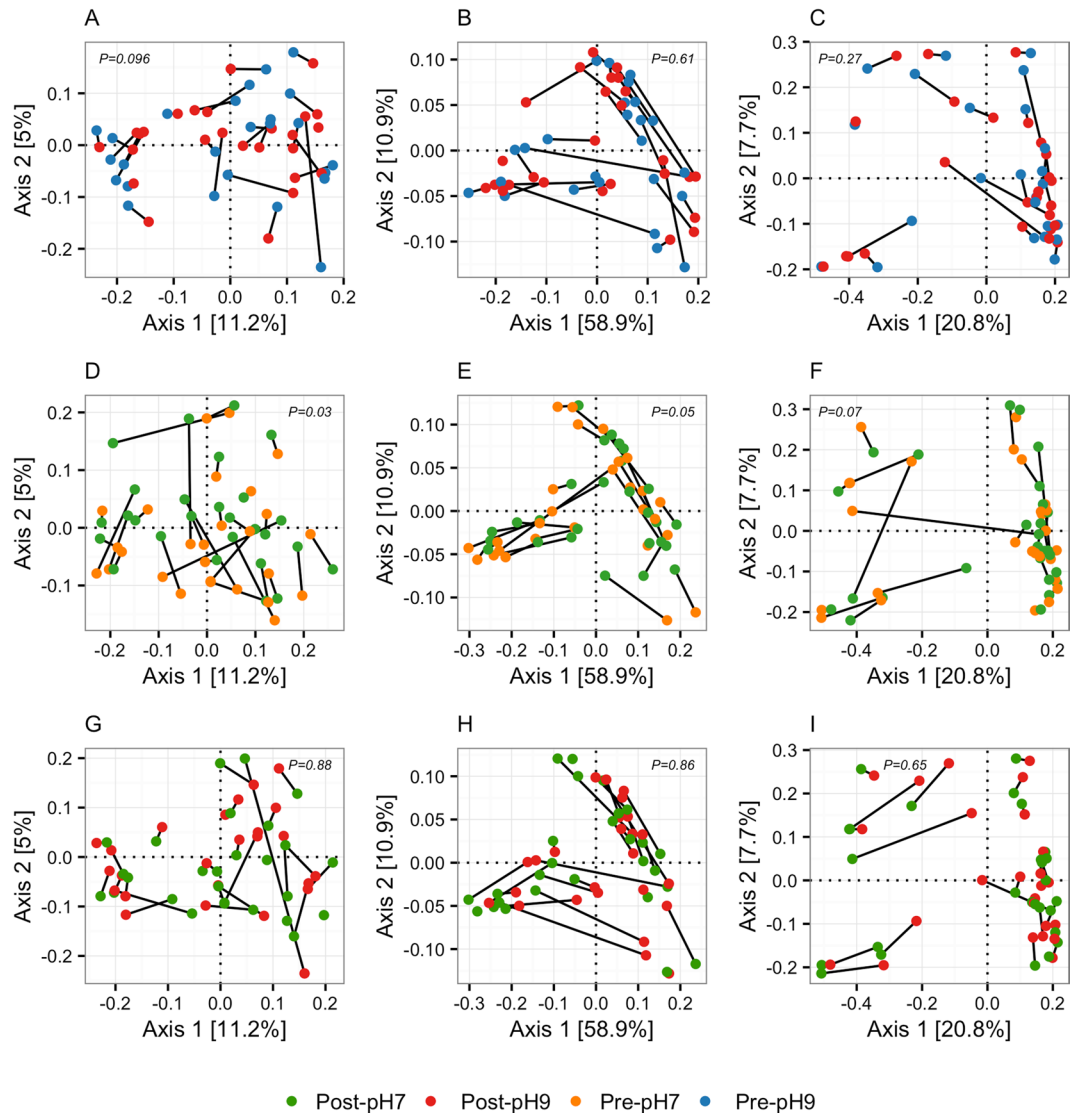 A
B
C
P=0.096
P=0.61
P=0.27
0.1
0.0
-0.1
-0.2
Axis 2 [5%]
-0.2
-0.1
0.0
0.1
0.2
Axis 1 [11.2%]
0.10
0.05
0.00
-0.05
-0.10
Axis 2 [10.9%]
-0.2
-0.1
0.0
0.1
0.2
Axis 1 [58.9%]
0.3
0.2
0.1
0.0
-0.1
-0.2
Axis 2 [7.7%]
-0.4
-0.2
0.0
0.2
Axis 1 [20.8%]
D
E
F
P=0.03
P=0.05
P=0.07
0.2
0.1
0.0
-0.1
Axis 2 [5%]
-0.2
-0.1
0.0
0.1
0.2
Axis 1 [11.2%]
0.10
0.05
0.00
-0.05
-0.10
Axis 2 [10.9%]
-0.3
-0.2
-0.1
0.0
0.1
0.2
Axis 1 [58.9%]
0.3
0.2
0.1
0.0
-0.1
-0.2
Axis 2 [7.7%]
-0.4
-0.2
0.0
0.2
Axis 1 [20.8%]
G
H
I
P=0.88
P=0.86
P=0.65
0.2
0.1
0.0
-0.1
-0.2
Axis 2 [5%]
-0.2
-0.1
0.0
0.1
0.2
Axis 1 [11.2%]
0.10
0.05
0.00
-0.05
-0.10
Axis 2 [10.9%]
-0.3
-0.2
-0.1
0.0
0.1
0.2
Axis 1 [58.9%]
0.3
0.2
0.1
0.0
-0.1
-0.2
Axis 2 [7.7%]
-0.4
-0.2
0.0
0.2
Axis 1 [20.8%]
Post-pH7 Post-pH9 Pre-pH7 Pre-pH9